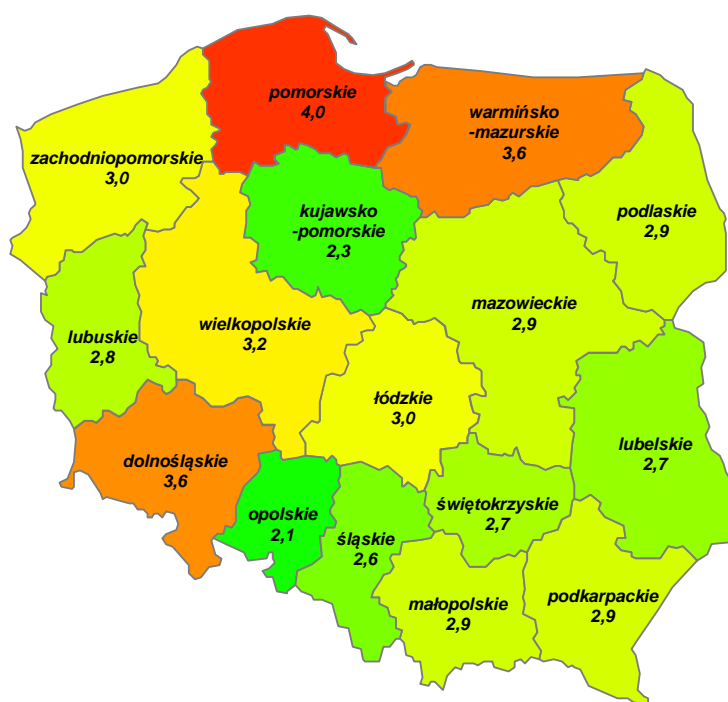 pomorskie
4,0
warmińsko
-mazurskie
3,6
zachodniopomorskie
3,0
kujawsko
-pomorskie
2,3
podlaskie
2,9
mazowieckie
2,9
wielkopolskie
3,2
lubuskie
2,8
łódzkie
3,0
lubelskie
2,7
dolnośląskie
3,6
opolskie
2,1
śląskie
2,6
świętokrzyskie
2,7
małopolskie
2,9
podkarpackie
2,9